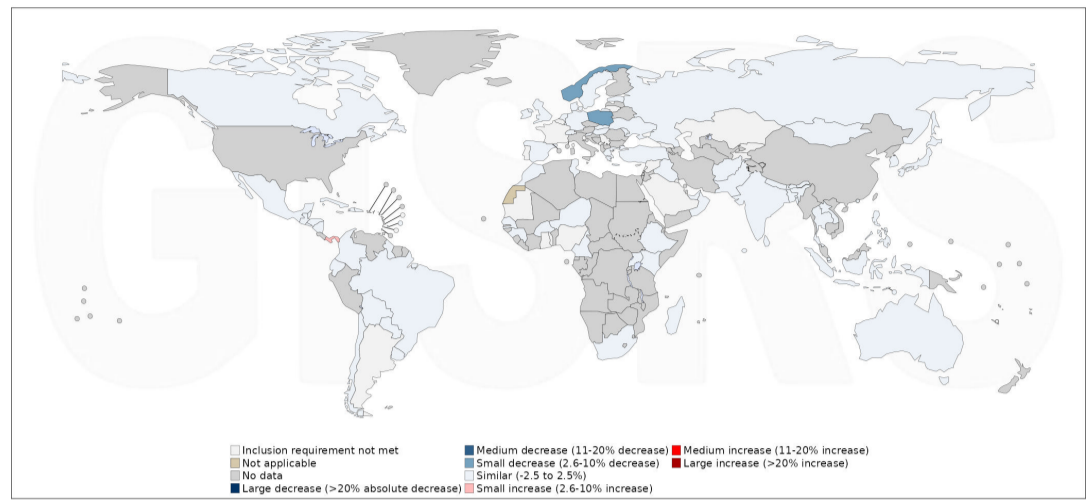 GISRS
Inclusion requirement not met
Not applicable
No data
Large decrease (>20% absolute decrease)
Medium decrease (11-20% decrease)
Small decrease (2.6-10% decrease)
Similar (-2.5 to 2.5%)
Small increase (2.6-10% increase)
Medium increase (11-20% increase)
Large increase (>20% increase)